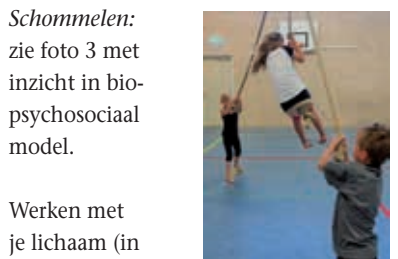 Schommelen:
zie foto 3 met
inzicht in bio-
psychosociaal
model.
Werken met
je lichaam (in